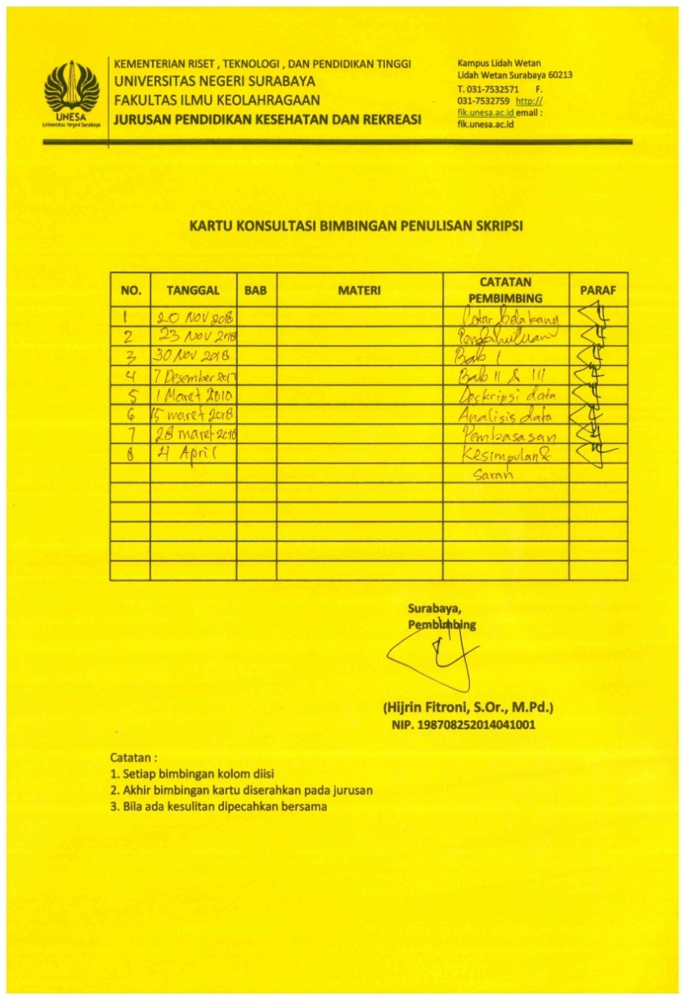 UNESA
Universitas Negeri Surabaya
KEMENTERIAN RISET , TEKNOLOGI , DAN PENDIDIKAN TINGGI
UNIVERSITAS NEGERI SURABAYA
FAKULTAS ILMU KEOLAHRAGAAN
JURUSAN PENDIDIKAN KESEHATAN DAN REKREASI
Kampus Lidah Wetan
Lidah Wetan Surabaya 60213
T. 031-7532571 F.
031-7532759 http://
fik.unesa.ac.id email :
fik.unesa.ac.id
KARTU KONSULTASI BIMBINGAN PENULISAN SKRIPSI
NO. TANGGAL BAB MATERI CATATAN PEMBIMBING PARAF
1 20 NOV 2018 Latar belakang
2 23 Nov 2018 Pendahuluan
3 30 Nov 2018 Bab I
4 7 Desember Bab II & III
5 1 Maret Deskripsi data
6 15 maret 2018 Analisis data
7 28 maret Pembasasan
8 4 April Kesimpulan &
saran
Surabaya,
Pembimbing
(Hijrin Fitroni, S.Or., M.Pd.)
NIP. 198708252014041001
Catatan :
1. Setiap bimbingan kolom diisi
2. Akhir bimbingan kartu diserahkan pada jurusan
3. Bila ada kesulitan dipecahkan bersama